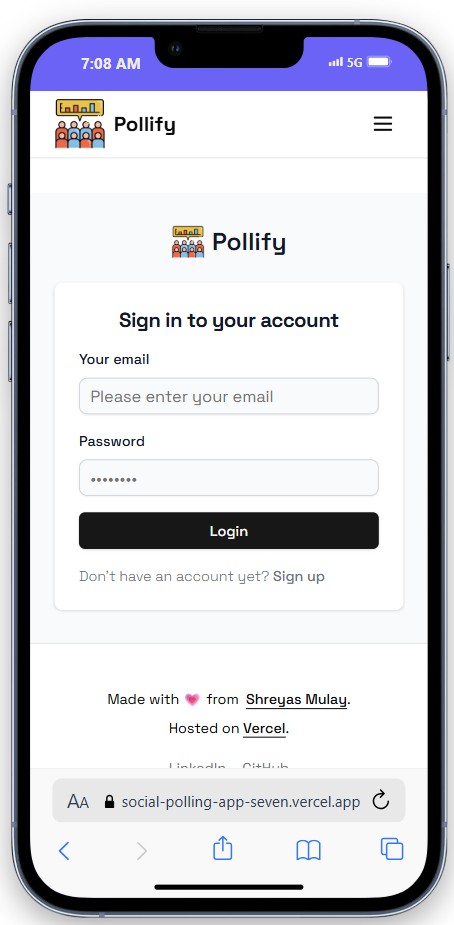 7:08 AM
5G
Pollify
Pollify
Sign in to your account
Your email
Please enter your email
Password
••••••••
Login
Don't have an account yet? Sign up
Made with 💗 from Shreyas Mulay.
Hosted on Vercel.
LinkedIn GitHub
AA social-polling-app-seven.vercel.app